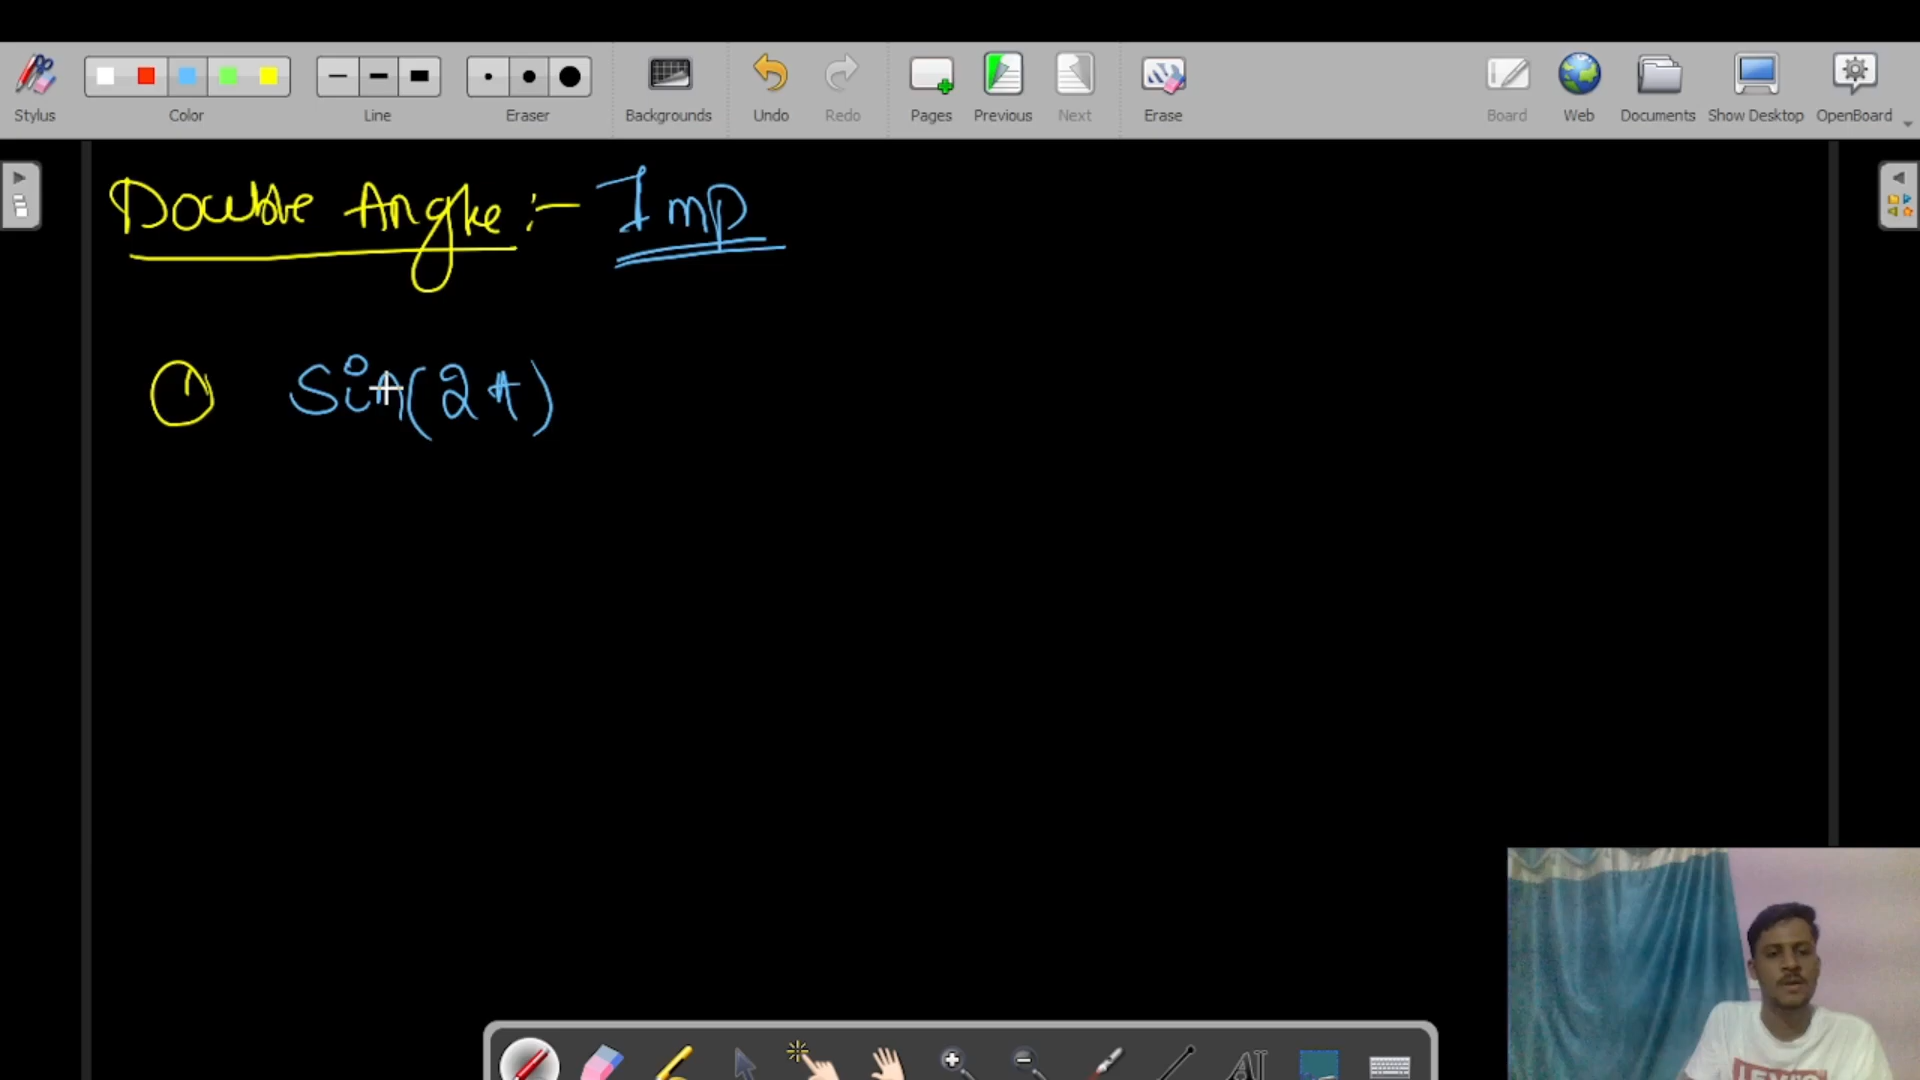 Stylus Color Line Eraser Backgrounds Undo Redo Pages Previous Next Erase Board Web Documents Show Desktop OpenBoard
Double Angle :- Imp
1 Sin(2A)